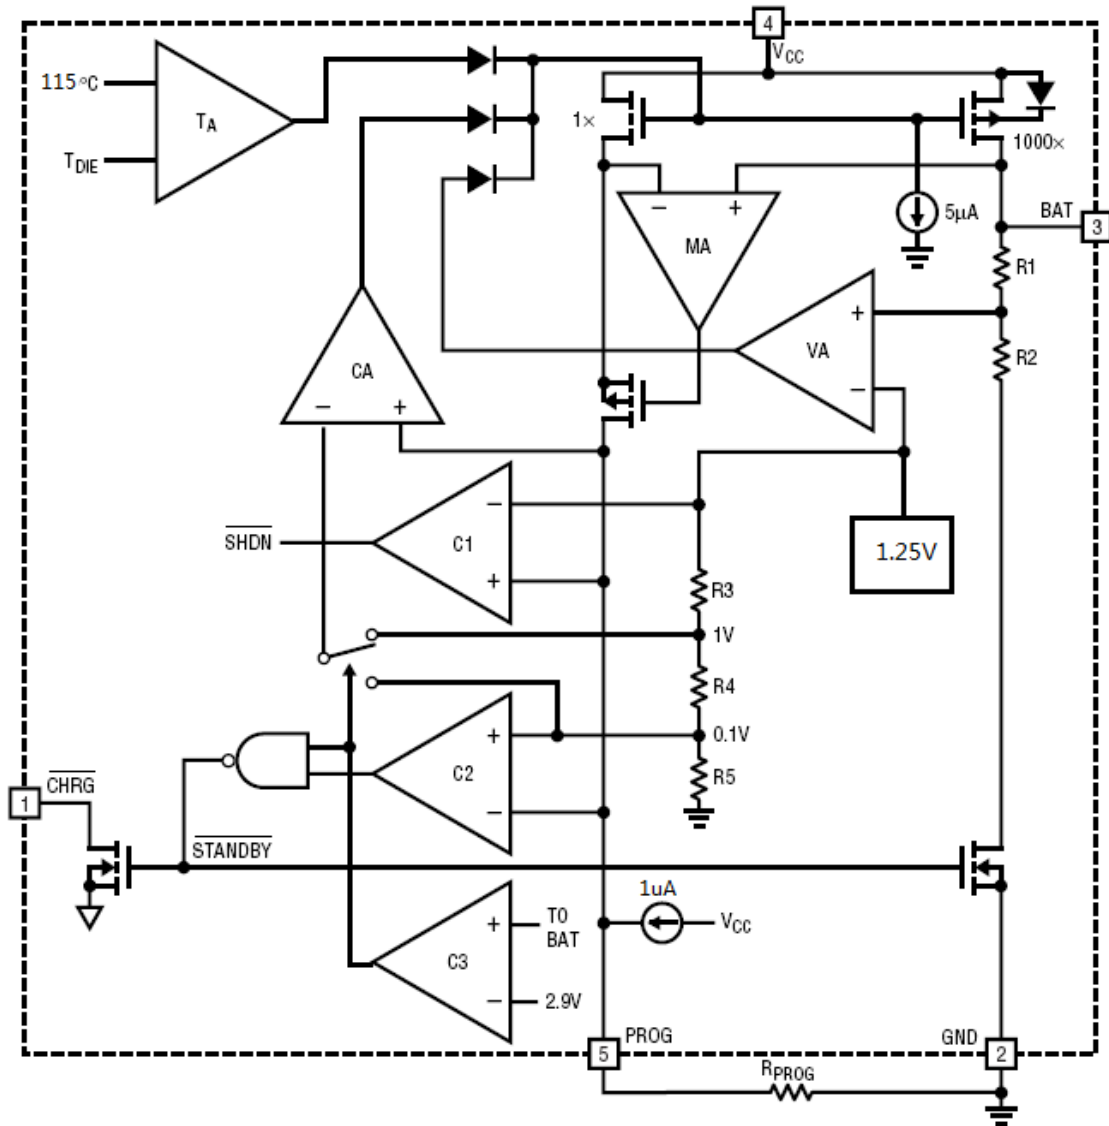 4
VCC
115°C
TA
TDIE
1×
1000×
5µA
BAT
3
− +
MA
R1
+
VA
−
R2
CA
− +
−
SHDN
C1
+
1.25V
R3
1V
R4
0.1V
+
C2
−
R5
CHRG
1
STANDBY
1uA
VCC
+
TO
BAT
C3
−
2.9V
PROG
5
GND
2
RPROG